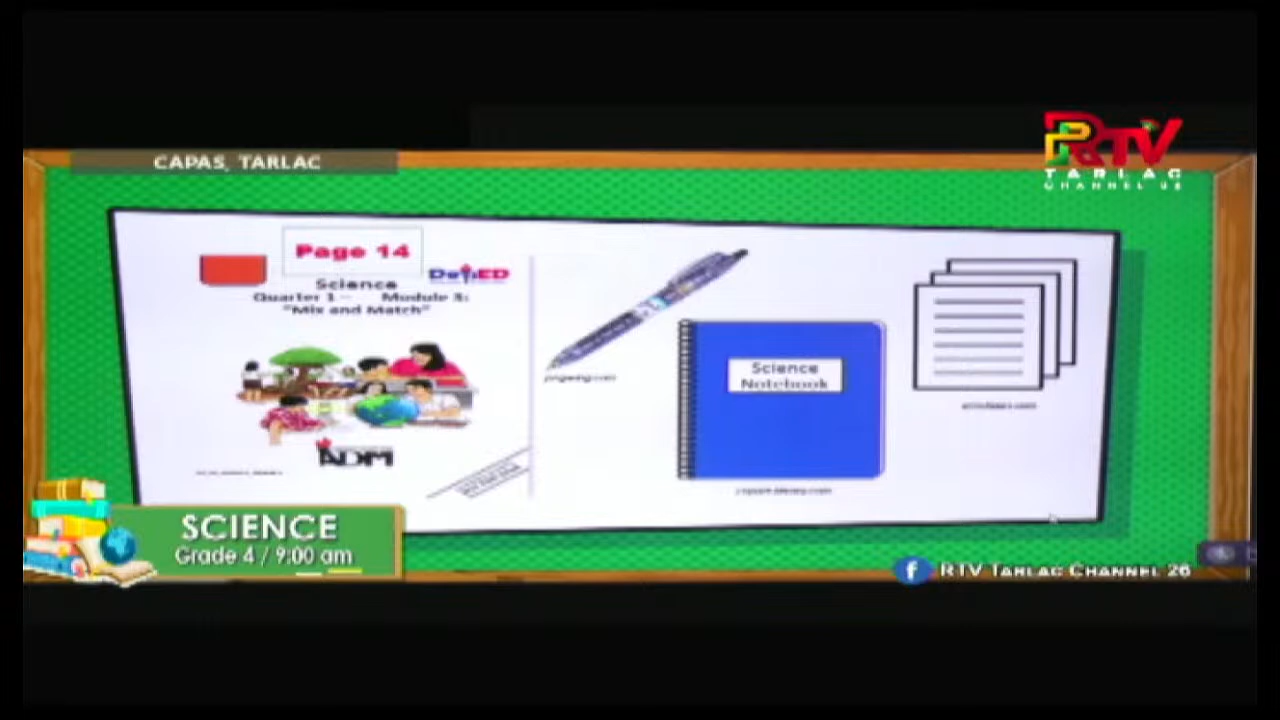 CAPAS, TARLAC
RTV
TARLAC
CHANNEL 26
Page 14
DepED
Science
Quarter 1 – Module 3:
"Mix and Match"
ADM
Science
Notebook
SCIENCE
Grade 4 / 9:00 am
RTV TARLAC CHANNEL 26